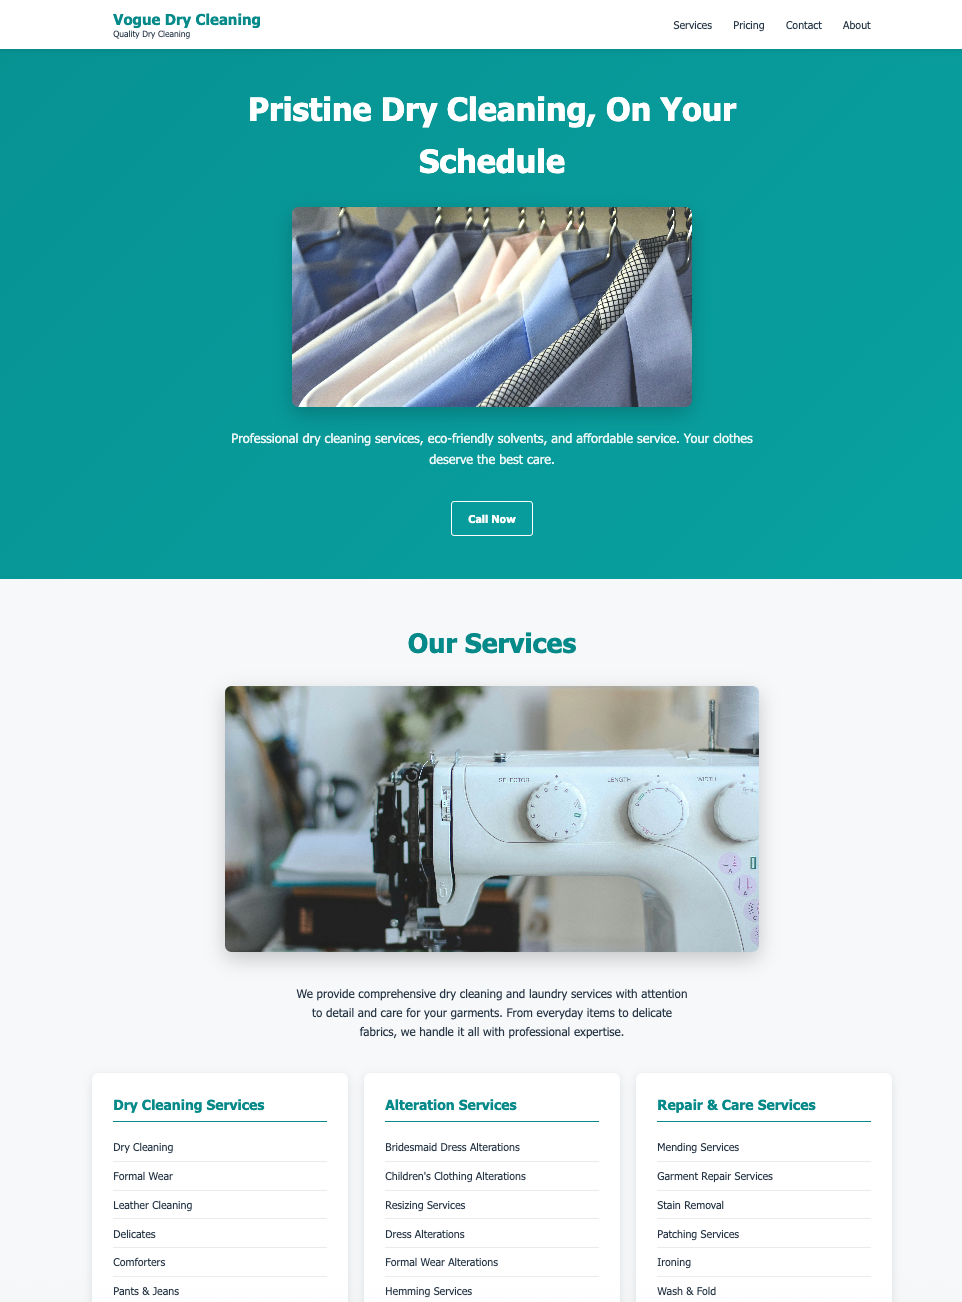 Vogue Dry Cleaning
Quality Dry Cleaning
Services Pricing Contact About
Pristine Dry Cleaning, On Your
Schedule
Professional dry cleaning services, eco-friendly solvents, and affordable service. Your clothes
deserve the best care.
Call Now
Our Services
SELECTOR LENGTH WIDTH
We provide comprehensive dry cleaning and laundry services with attention
to detail and care for your garments. From everyday items to delicate
fabrics, we handle it all with professional expertise.
Dry Cleaning Services
Dry Cleaning
Formal Wear
Leather Cleaning
Delicates
Comforters
Pants & Jeans
Alteration Services
Bridesmaid Dress Alterations
Children's Clothing Alterations
Resizing Services
Dress Alterations
Formal Wear Alterations
Hemming Services
Repair & Care Services
Mending Services
Garment Repair Services
Stain Removal
Patching Services
Ironing
Wash & Fold